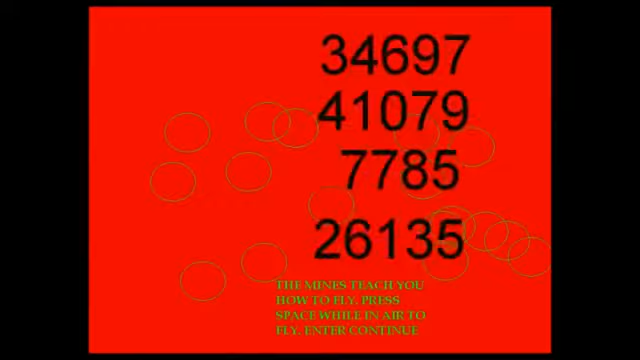 34697
41079
7785
26135
THE MINES TEACH YOU
HOW TO FLY. PRESS
SPACE WHILE IN AIR TO
FLY. ENTER CONTINUE